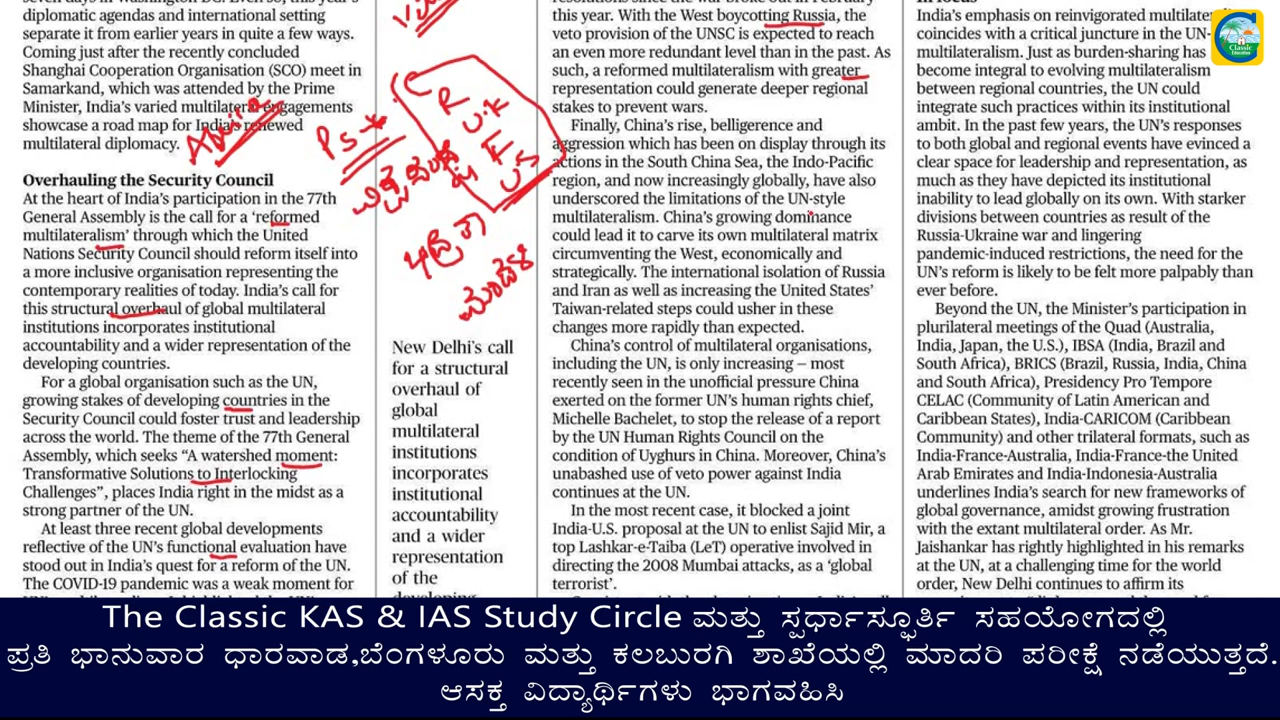 seven days in Washington DC. Even so, this year's
diplomatic agendas and international setting
separate it from earlier years in quite a few ways.
Coming just after the recently concluded
Shanghai Cooperation Organisation (SCO) meet in
Samarkand, which was attended by the Prime
Minister, India's varied multilateral engagements
showcase a road map for India's renewed
multilateral diplomacy.
Overhauling the Security Council
At the heart of India's participation in the 77th
General Assembly is the call for a 'reformed
multilateralism' through which the United
Nations Security Council should reform itself into
a more inclusive organisation representing the
contemporary realities of today. India's call for
this structural overhaul of global multilateral
institutions incorporates institutional
accountability and a wider representation of the
developing countries.
For a global organisation such as the UN,
growing stakes of developing countries in the
Security Council could foster trust and leadership
across the world. The theme of the 77th General
Assembly, which seeks "A watershed moment:
Transformative Solutions to Interlocking
Challenges", places India right in the midst as a
strong partner of the UN.
At least three recent global developments
reflective of the UN's functional evaluation have
stood out in India's quest for a reform of the UN.
The COVID-19 pandemic was a weak moment for
P5
R
U.K
F
US
New Delhi's call
for a structural
overhaul of
global
multilateral
institutions
incorporates
institutional
accountability
and a wider
representation
of the
developing
resolutions since the war broke out in February
this year. With the West boycotting Russia, the
veto provision of the UNSC is expected to reach
an even more redundant level than in the past. As
such, a reformed multilateralism with greater
representation could generate deeper regional
stakes to prevent wars.
Finally, China's rise, belligerence and
aggression which has been on display through its
actions in the South China Sea, the Indo-Pacific
region, and now increasingly globally, have also
underscored the limitations of the UN-style
multilateralism. China's growing dominance
could lead it to carve its own multilateral matrix
circumventing the West, economically and
strategically. The international isolation of Russia
and Iran as well as increasing the United States'
Taiwan-related steps could usher in these
changes more rapidly than expected.
China's control of multilateral organisations,
including the UN, is only increasing – most
recently seen in the unofficial pressure China
exerted on the former UN's human rights chief,
Michelle Bachelet, to stop the release of a report
by the UN Human Rights Council on the
condition of Uyghurs in China. Moreover, China's
unabashed use of veto power against India
continues at the UN.
In the most recent case, it blocked a joint
India-U.S. proposal at the UN to enlist Sajid Mir, a
top Lashkar-e-Taiba (LeT) operative involved in
directing the 2008 Mumbai attacks, as a 'global
terrorist'.
In focus
India's emphasis on reinvigorated multilateralism
coincides with a critical juncture in the UN-
multilateralism. Just as burden-sharing has
become integral to evolving multilateralism
between regional countries, the UN could
integrate such practices within its institutional
ambit. In the past few years, the UN's responses
to both global and regional events have evinced a
clear space for leadership and representation, as
much as they have depicted its institutional
inability to lead globally on its own. With starker
divisions between countries as result of the
Russia-Ukraine war and lingering
pandemic-induced restrictions, the need for the
UN's reform is likely to be felt more palpably than
ever before.
Beyond the UN, the Minister's participation in
plurilateral meetings of the Quad (Australia,
India, Japan, the U.S.), IBSA (India, Brazil and
South Africa), BRICS (Brazil, Russia, India, China
and South Africa), Presidency Pro Tempore
CELAC (Community of Latin American and
Caribbean States), India-CARICOM (Caribbean
Community) and other trilateral formats, such as
India-France-Australia, India-France-the United
Arab Emirates and India-Indonesia-Australia
underlines India's search for new frameworks of
global governance, amidst growing frustration
with the extant multilateral order. As Mr.
Jaishankar has rightly highlighted in his remarks
at the UN, at a challenging time for the world
order, New Delhi continues to affirm its
Classic
Education
The Classic KAS & IAS Study Circle ಮತ್ತು ಸ್ಪರ್ಧಾಸ್ಫೂರ್ತಿ ಸಹಯೋಗದಲ್ಲಿ
ಪ್ರತಿ ಭಾನುವಾರ ಧಾರವಾಡ,ಬೆಂಗಳೂರು ಮತ್ತು ಕಲಬುರಗಿ ಶಾಖೆಯಲ್ಲಿ ಮಾದರಿ ಪರೀಕ್ಷೆ ನಡೆಯುತ್ತದೆ.
ಆಸಕ್ತ ವಿದ್ಯಾರ್ಥಿಗಳು ಭಾಗವಹಿಸಿ